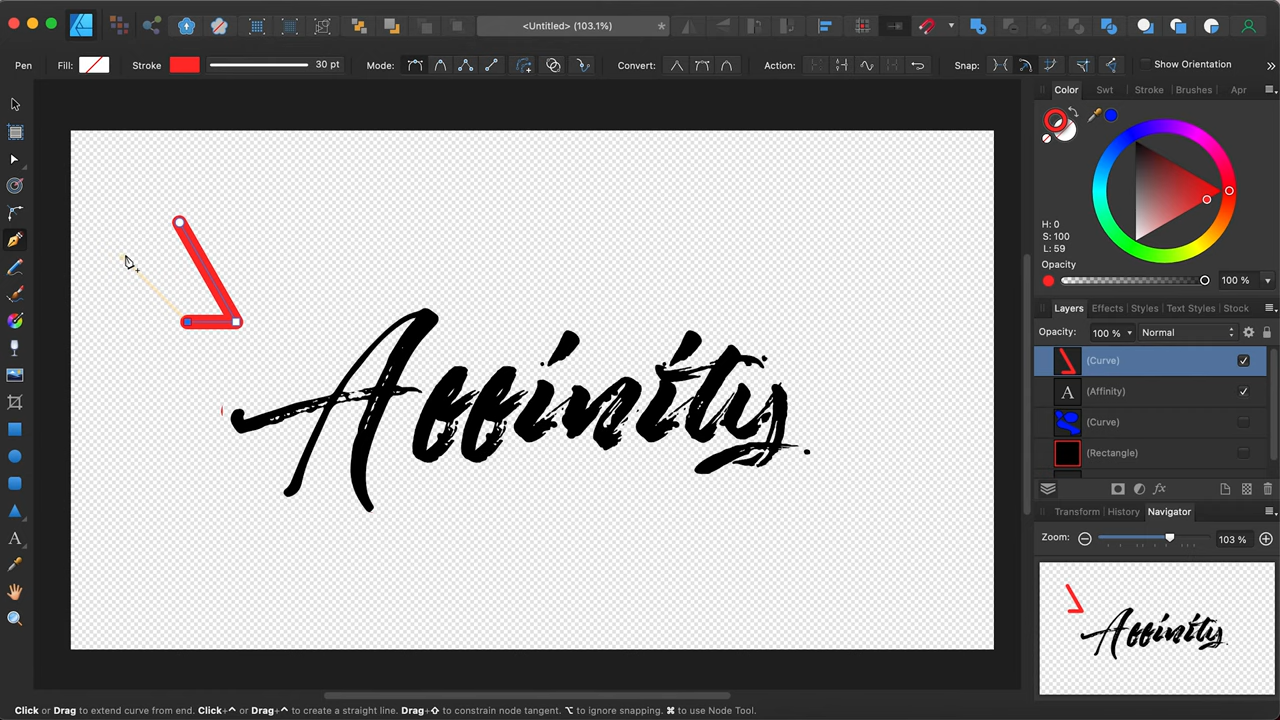 <Untitled> (103.1%)
*
Pen
Fill:
Stroke
30 pt
Mode:
Convert:
Action:
Snap:
Show Orientation
»
Color
Swt
Stroke
Brushes
Apr
H: 0
S: 100
L: 59
Opacity
100 %
Layers
Effects
Styles
Text Styles
Stock
Opacity:
100 %
Normal
(Curve)
A
(Affinity)
(Curve)
(Rectangle)
fx
Transform
History
Navigator
Zoom:
103 %
Affinity.
Affinity.
A
Click or Drag to extend curve from end. Click+⌃ or Drag+⌃ to create a straight line. Drag+⇧ to constrain node tangent. ⌥ to ignore snapping. ⌘ to use Node Tool.